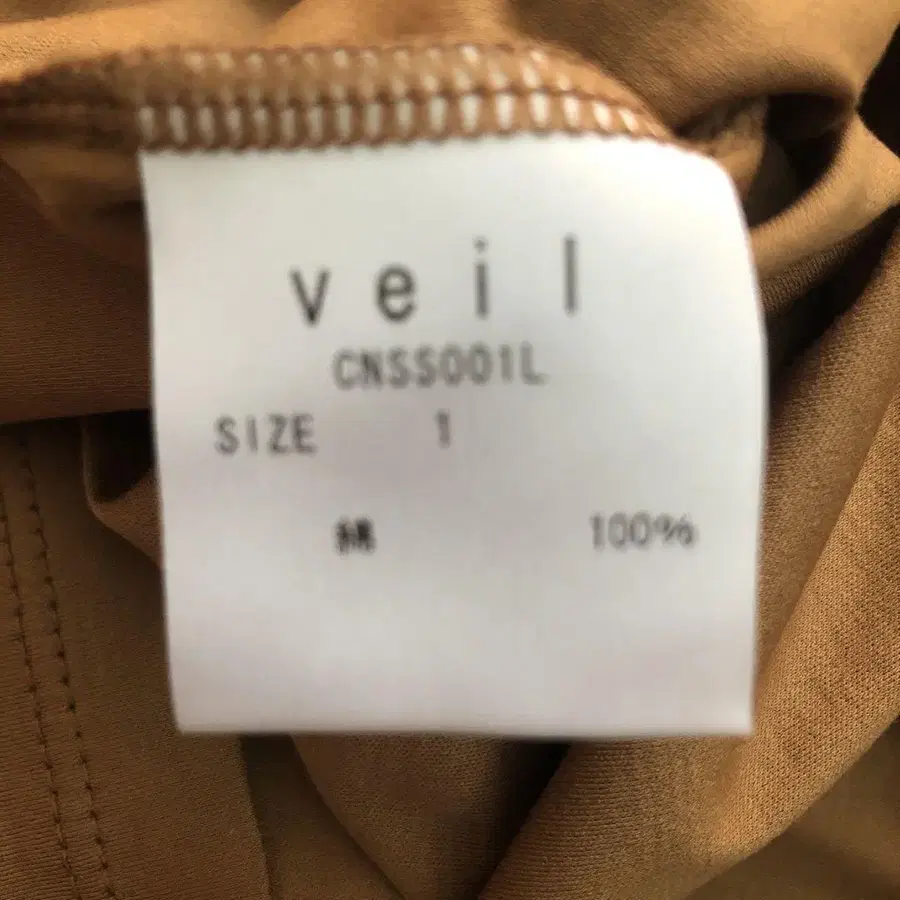 veil
CNSS001L
SIZE 1
綿 100%